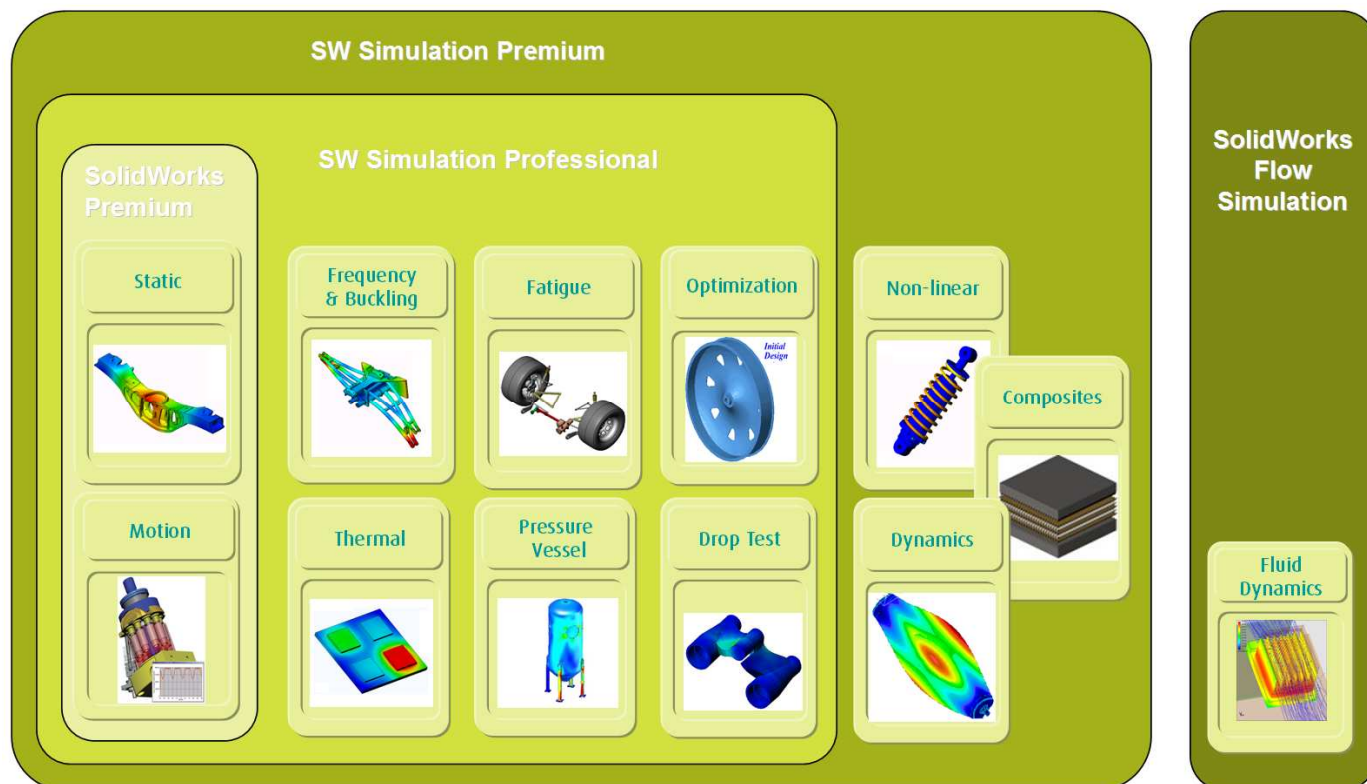 SW Simulation Premium
SW Simulation Professional
SolidWorks
Premium
Static
Frequency
& Buckling
Fatigue
Optimization
Initial
Design
Non-linear
Composites
Motion
Thermal
Pressure
Vessel
Drop Test
Dynamics
SolidWorks
Flow
Simulation
Fluid
Dynamics